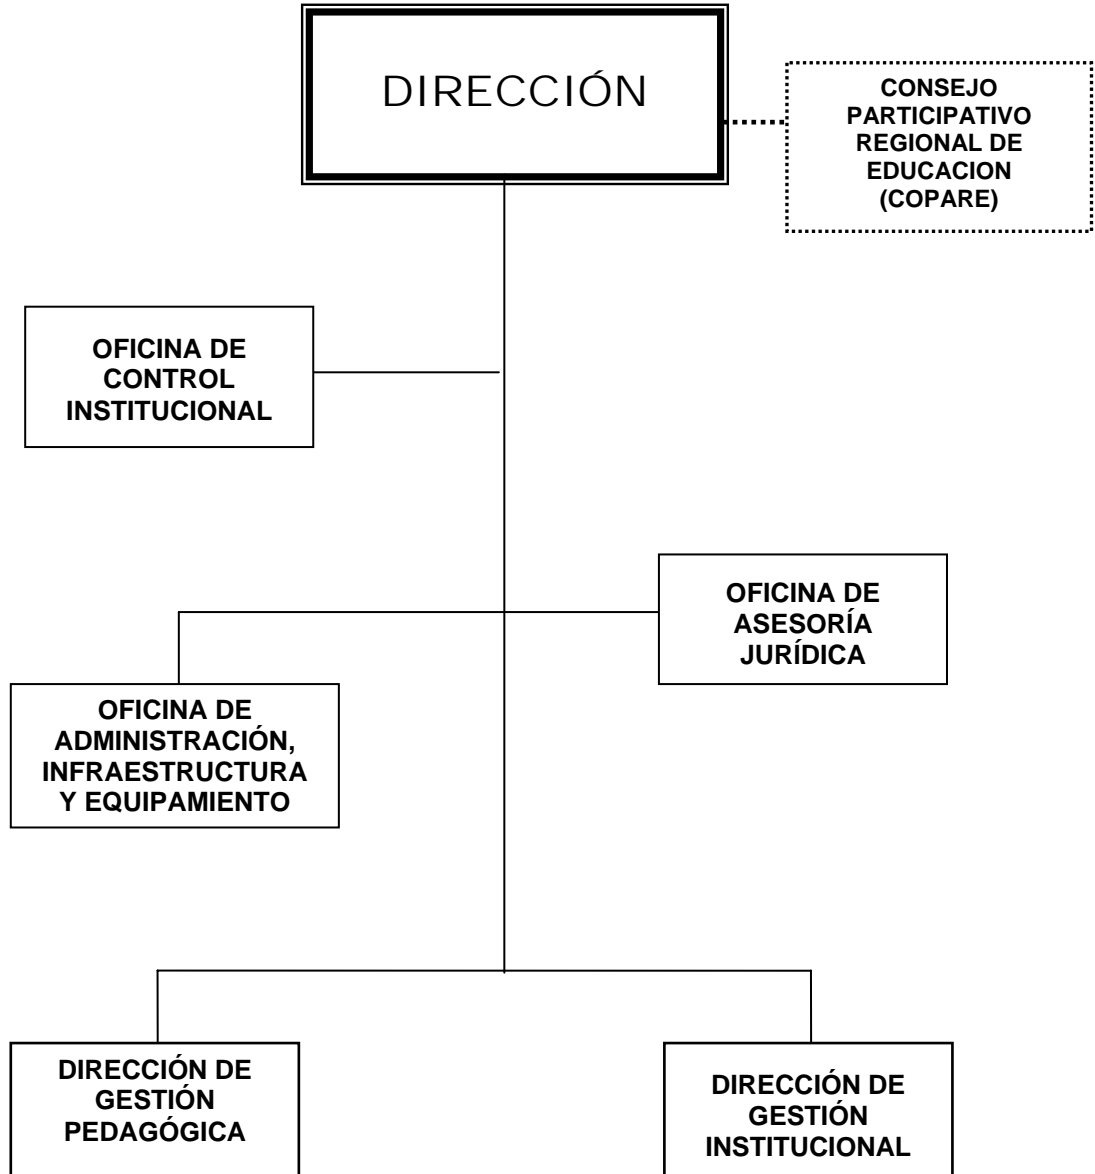 DIRECCIÓN
CONSEJO
PARTICIPATIVO
REGIONAL DE
EDUCACION
(COPARE)
OFICINA DE
CONTROL
INSTITUCIONAL
OFICINA DE
ASESORÍA
JURÍDICA
OFICINA DE
ADMINISTRACIÓN,
INFRAESTRUCTURA
Y EQUIPAMIENTO
DIRECCIÓN DE
GESTIÓN
PEDAGÓGICA
DIRECCIÓN DE
GESTIÓN
INSTITUCIONAL